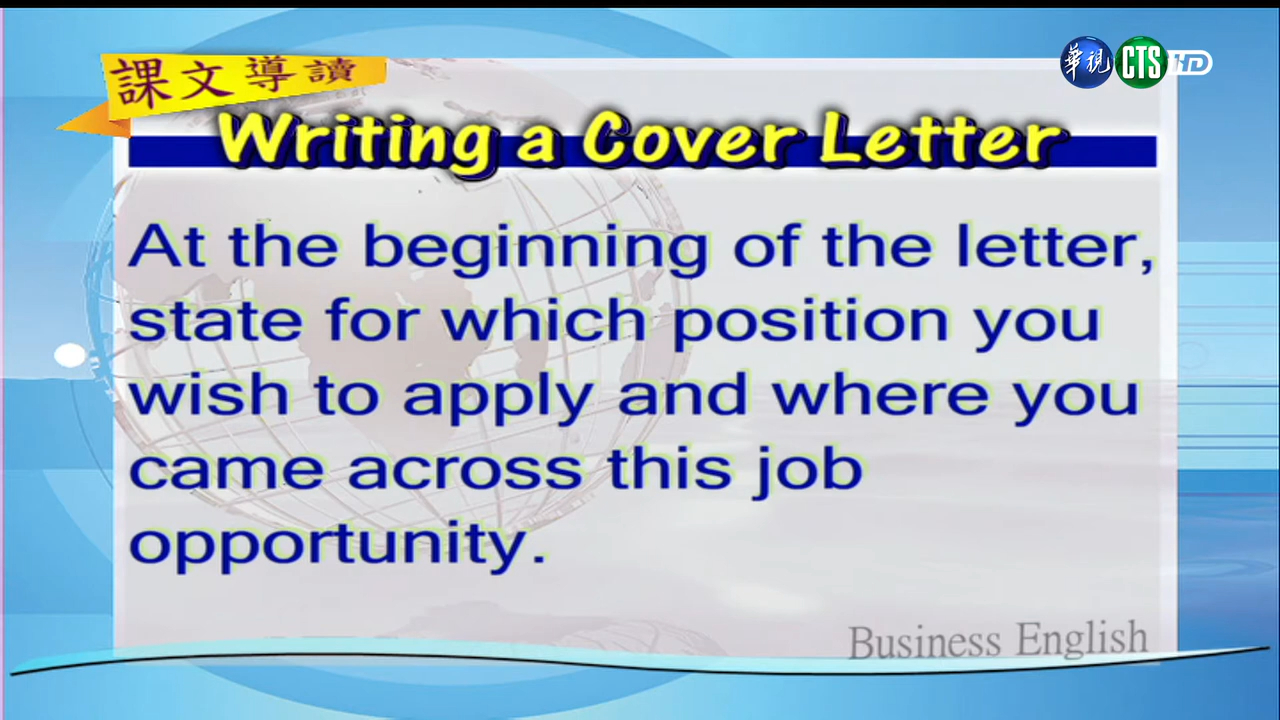 華視 CTS HD
課文導讀
Writing a Cover Letter
At the beginning of the letter,
state for which position you
wish to apply and where you
came across this job
opportunity.
Business English